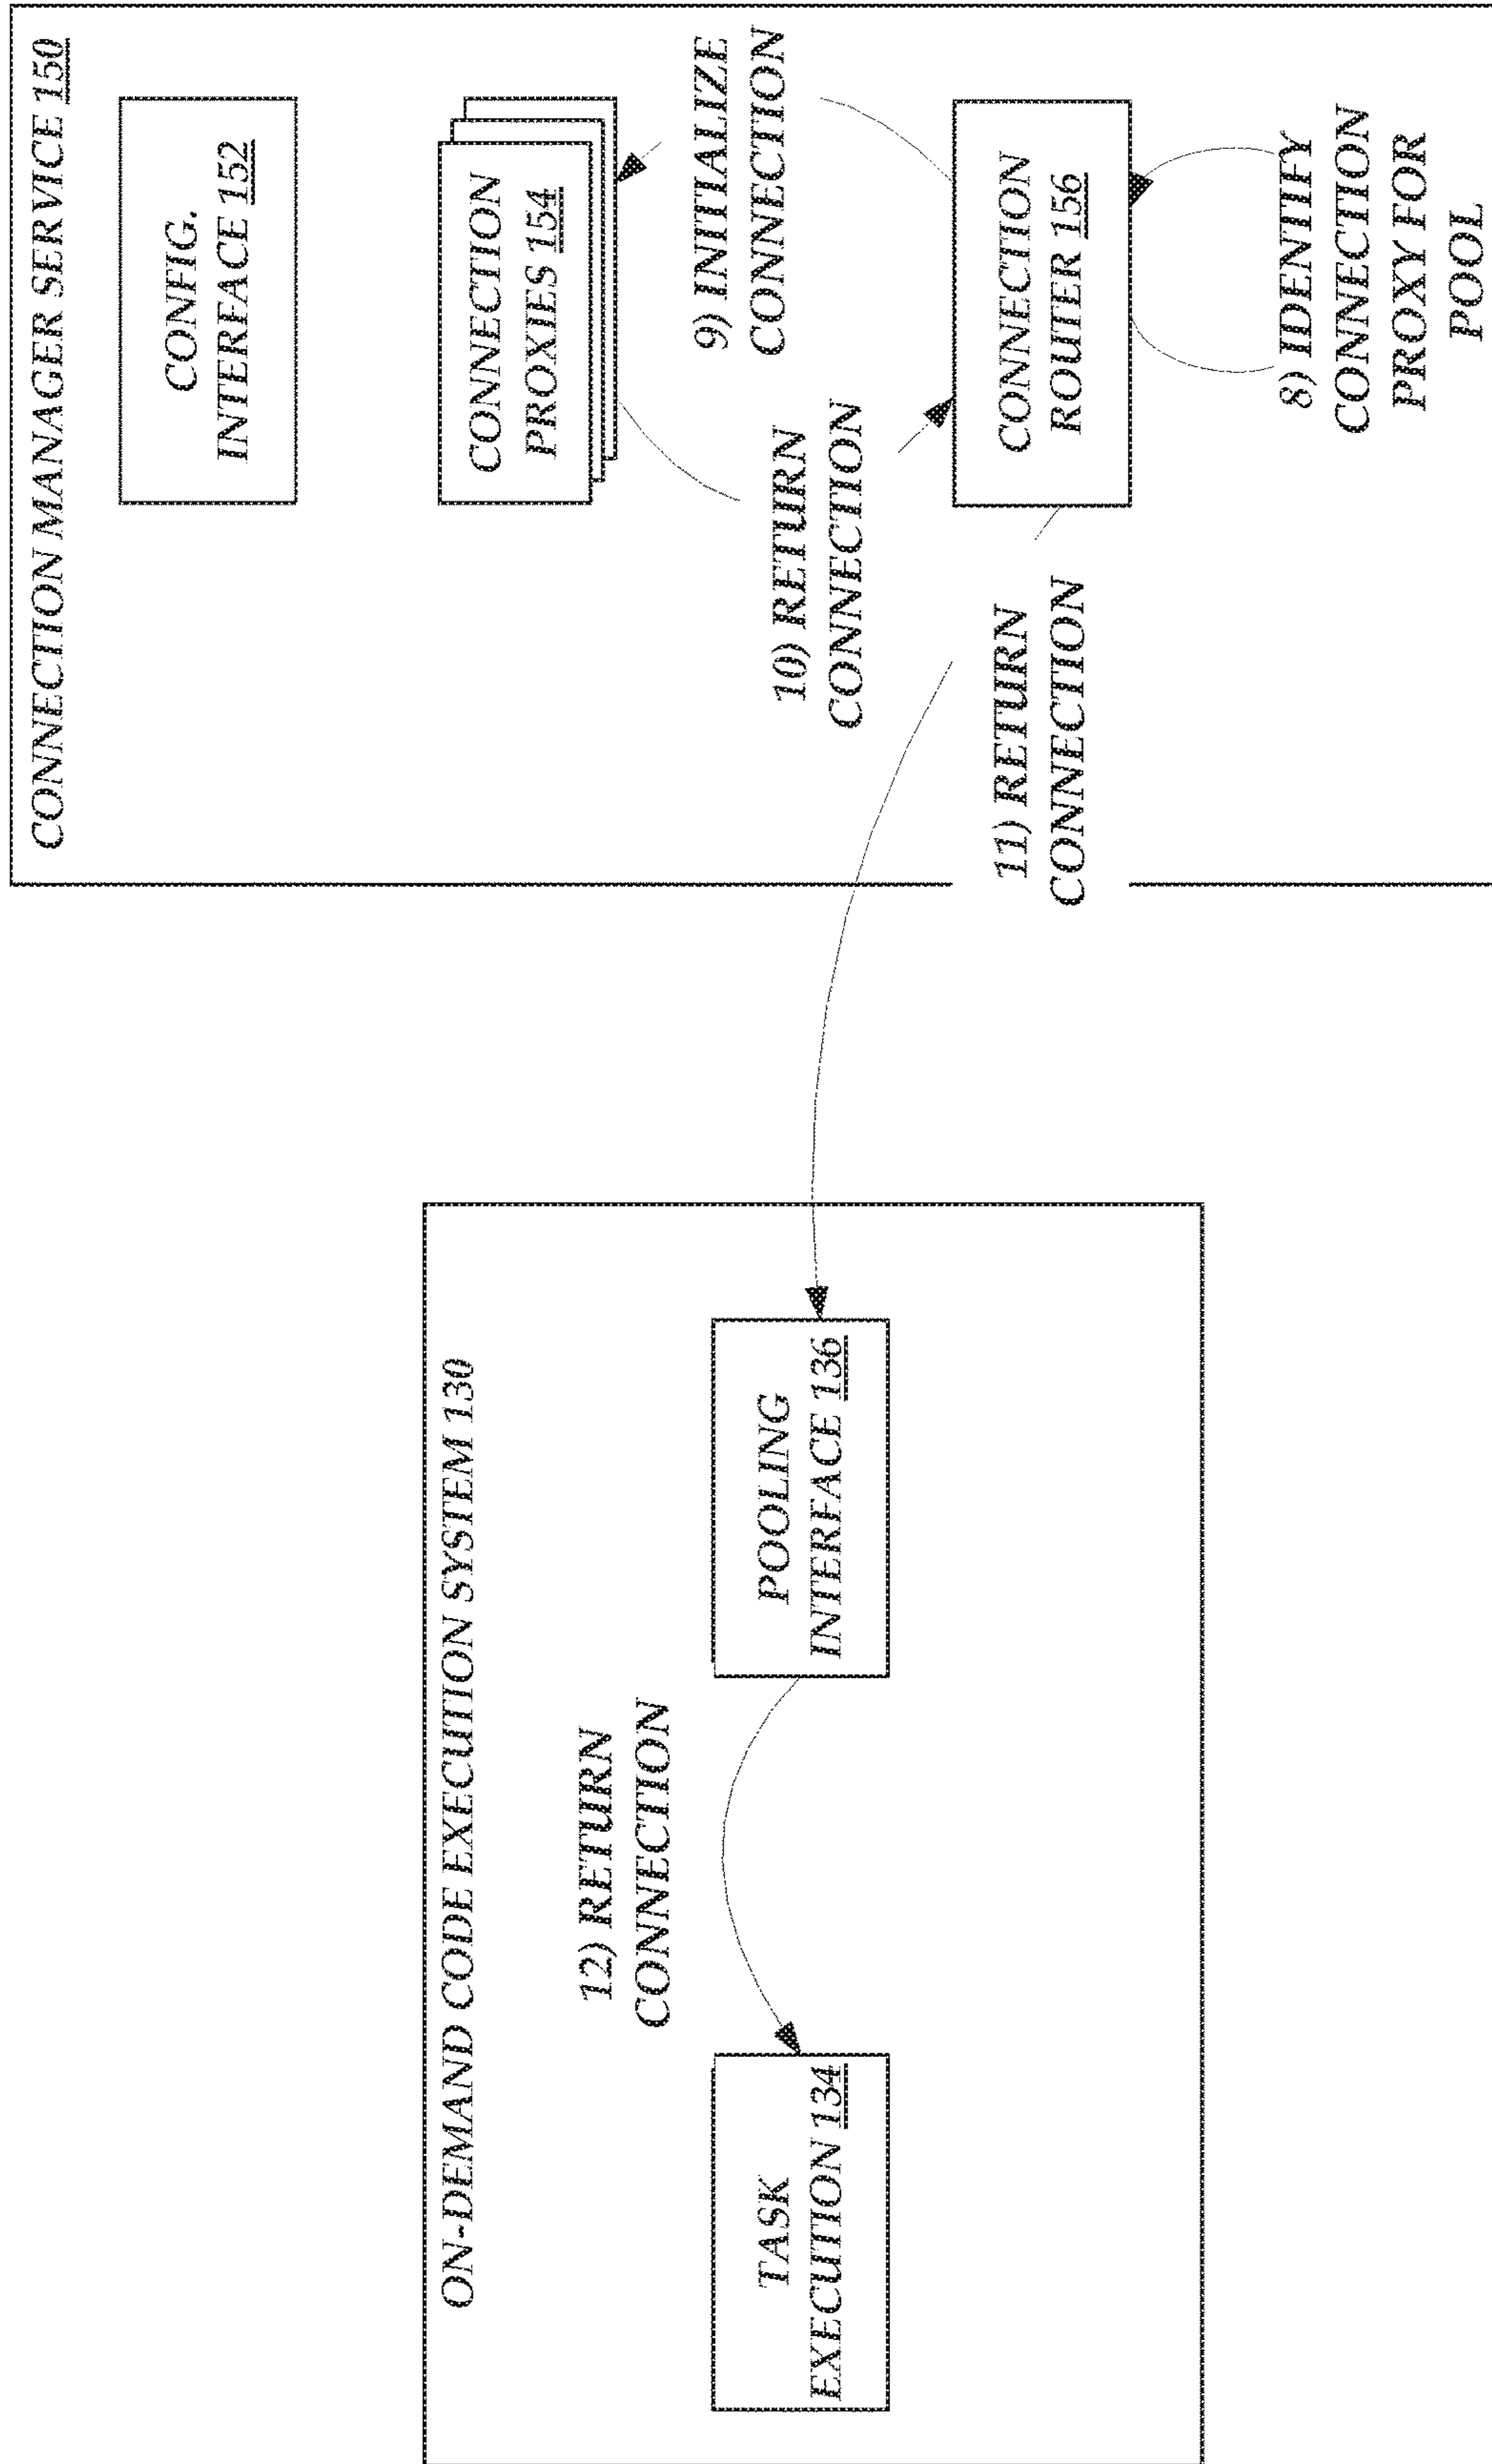 ON-DEMAND CODE EXECUTION SYSTEM 130
12) RETURN
CONNECTION
TASK
EXECUTION 134
POOLING
INTERFACE 136
CONNECTION MANAGER SERVICE 150
CONFIG.
INTERFACE 152
CONNECTION
PROXIES 154
9) INITIALIZE
CONNECTION
10) RETURN
CONNECTION
CONNECTION
ROUTER 156
11) RETURN
CONNECTION
8) IDENTIFY
CONNECTION
PROXY FOR
POOL